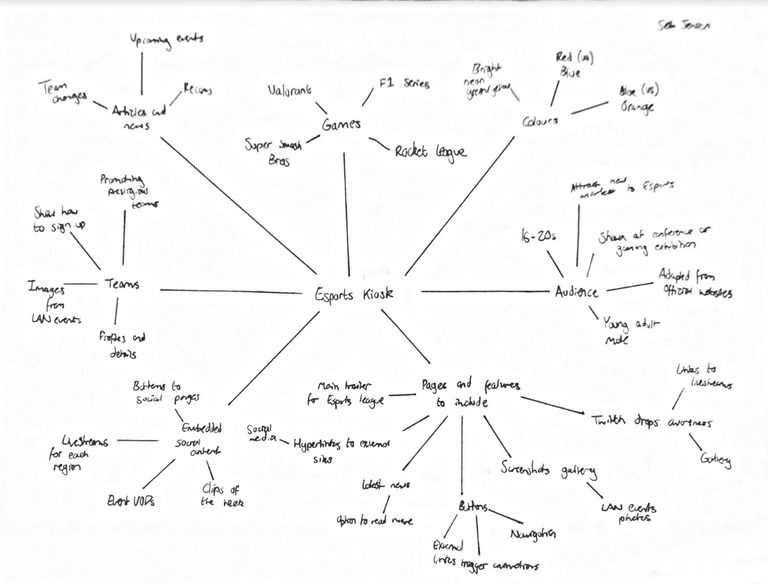 Upcoming events
Team
changes
Recaps
Articles and
news
Valorant
F1 series
Games
Super Smash
Bros
Rocket League
Bright
neon
Red (vs)
Blue
Blue (vs)
Orange
Colours
Promoting
teams
Show how
to sign up
Teams
Images
from
LAN events
Profiles and
details
Esports Kiosk
Attract new
market to Esports
16-20s
Shown at conference or
gaming exhibition
Audience
Adapted from
official websites
Young adult
male
Buttons to
social pages
Embedded
social
content
Livestreams
for each
region
Event VODs
Clips of
the week
Main trailer
for Esports league
Pages and features
to include
Social
media
Hyperlinks to external
sites
Latest news
Option to read more
Buttons
External
links
trigger animations
Navigation
Screenshots gallery
LAN events
photos
Twitch drops awareness
Links to
livestreams
Gallery